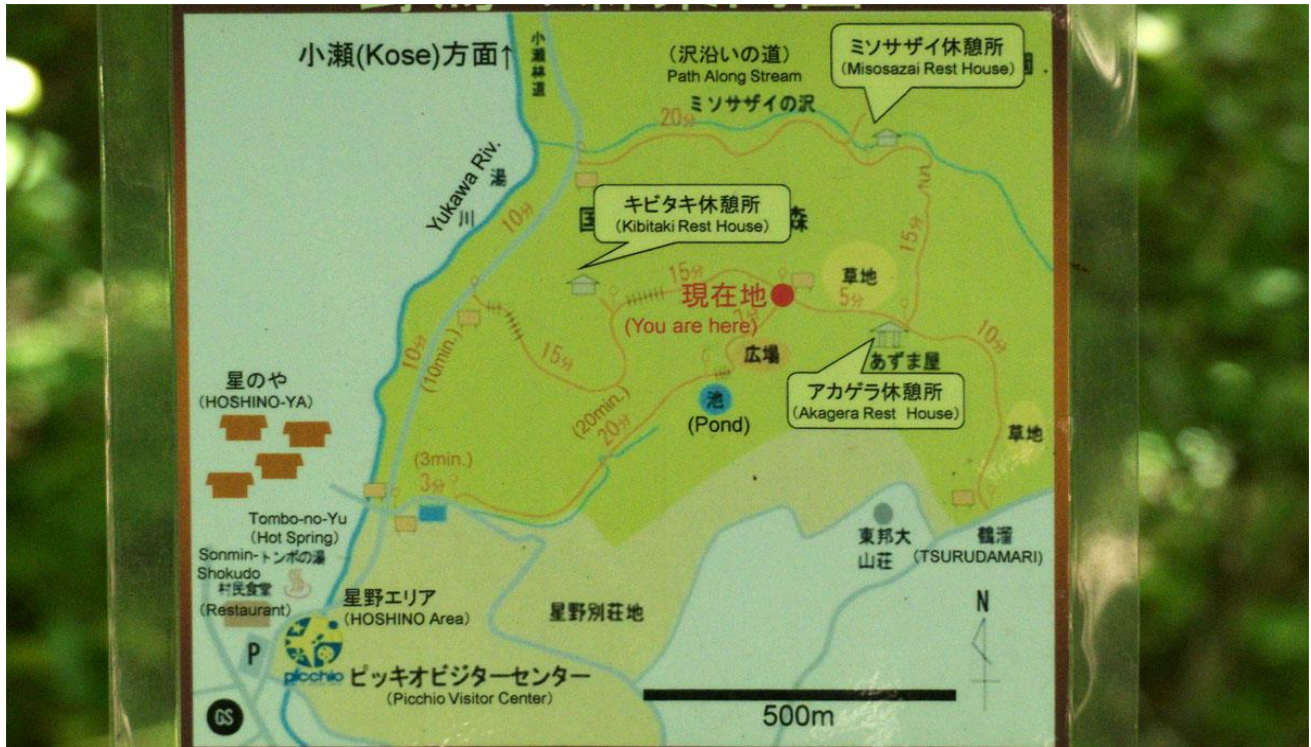 小瀬(Kose)方面↑
小瀬林道
(沢沿いの道)
Path Along Stream
ミソサザイの沢
ミソサザイ休憩所
(Misosazai Rest House)
20分
Yukawa Riv.
湯川
10分
キビタキ休憩所
(Kibitaki Rest House)
森
15分
15分
草地
現在地
(You are here)
5分
7分
10分
10分
(10min.)
15分
広場
あずま屋
アカゲラ休憩所
(Akagera Rest House)
池
(Pond)
星のや
(HOSHINO-YA)
(20min.)
20分
草地
(3min.)
3分
Tombo-no-Yu
(Hot Spring)
トンボの湯
Sonmin-
Shokudo
村民食堂
(Restaurant)
東邦大
山荘
鶴溜
(TSURUDAMARI)
星野エリア
(HOSHINO Area)
星野別荘地
N
P
picchio
ピッキオビジターセンター
(Picchio Visitor Center)
500m